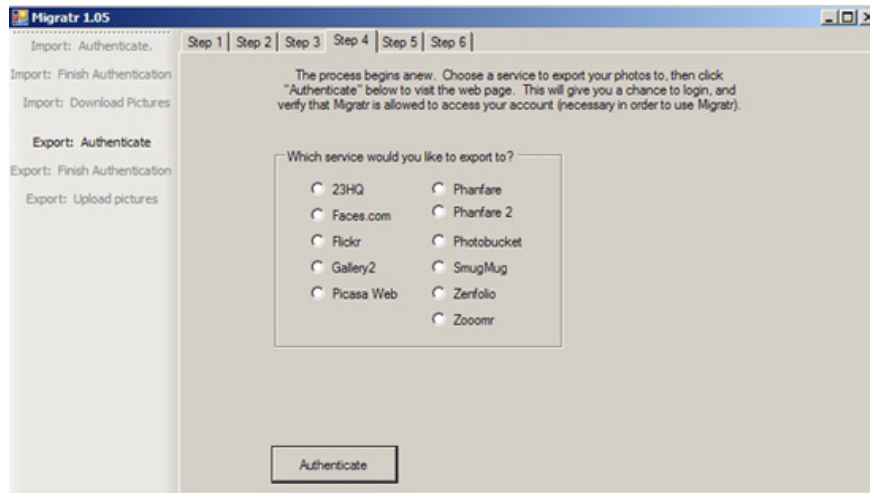 Migratr 1.05
Import: Authenticate.
Import: Finish Authentication
Import: Download Pictures
Export: Authenticate
Export: Finish Authentication
Export: Upload pictures
Step 1 Step 2 Step 3 Step 4 Step 5 Step 6
The process begins anew. Choose a service to export your photos to, then click
"Authenticate" below to visit the web page. This will give you a chance to login, and
verify that Migratr is allowed to access your account (necessary in order to use Migratr).
Which service would you like to export to?
23HQ
Faces.com
Flickr
Gallery2
Picasa Web
Phanfare
Phanfare 2
Photobucket
SmugMug
Zenfolio
Zooomr
Authenticate